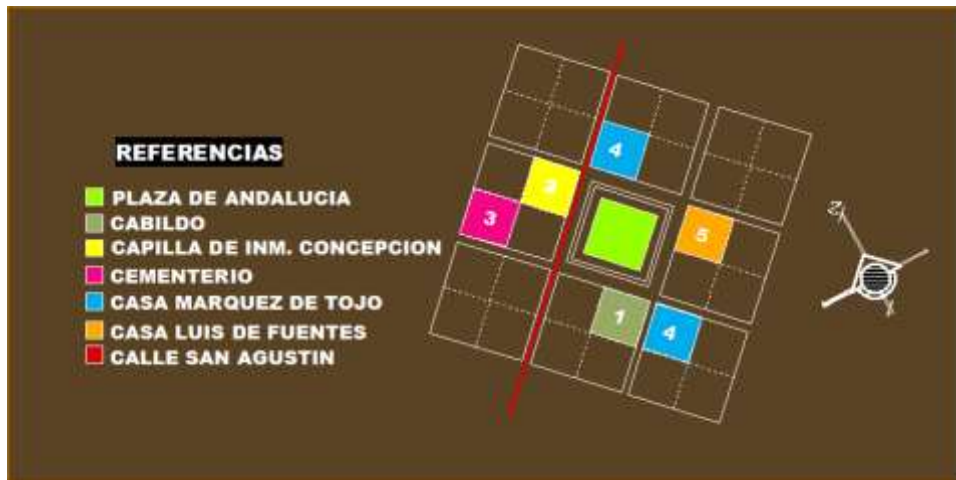 REFERENCIAS
PLAZA DE ANDALUCIA
CABILDO
CAPILLA DE INM. CONCEPCION
CEMENTERIO
CASA MARQUEZ DE TOJO
CASA LUIS DE FUENTES
CALLE SAN AGUSTIN
4
3
5
1
4